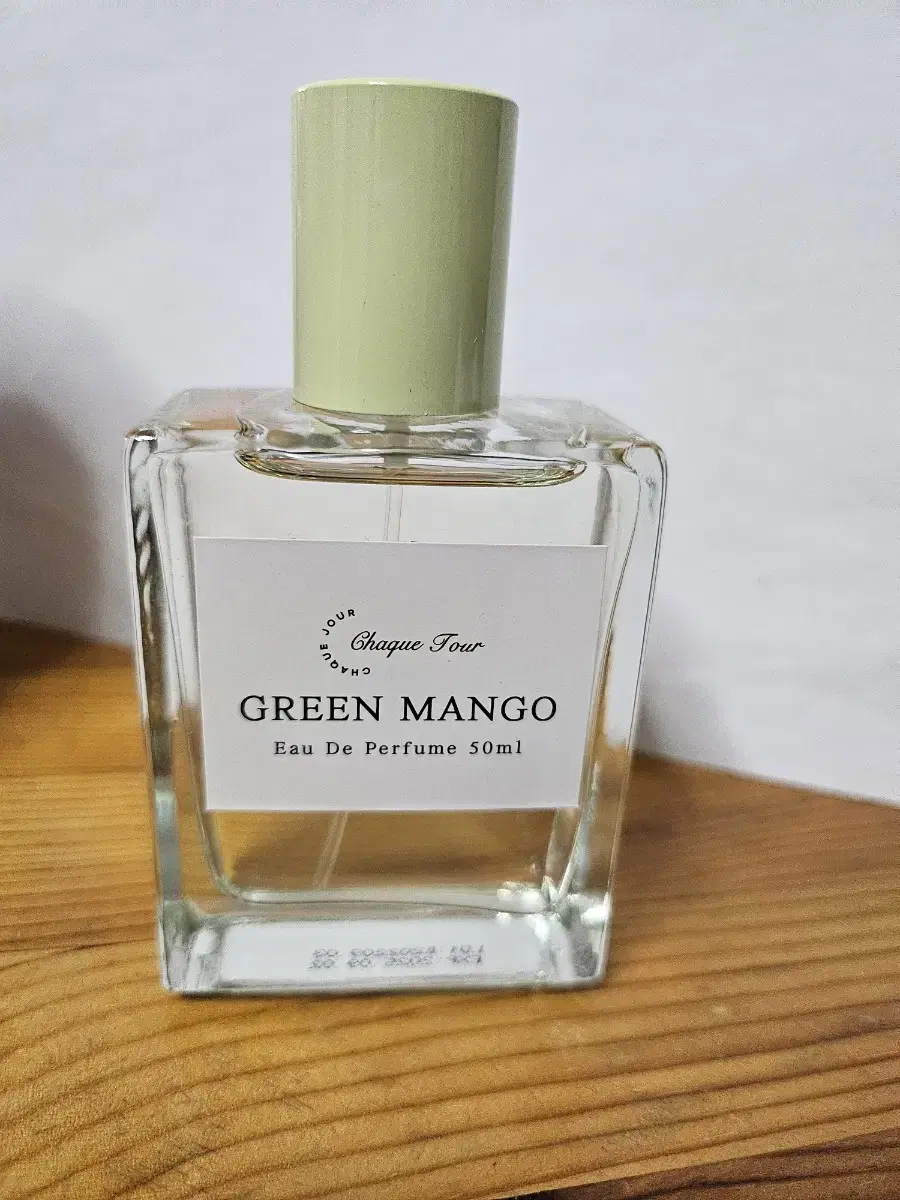 CHAQUE JOUR
Chaque Jour
GREEN MANGO
Eau De Perfume 50ml